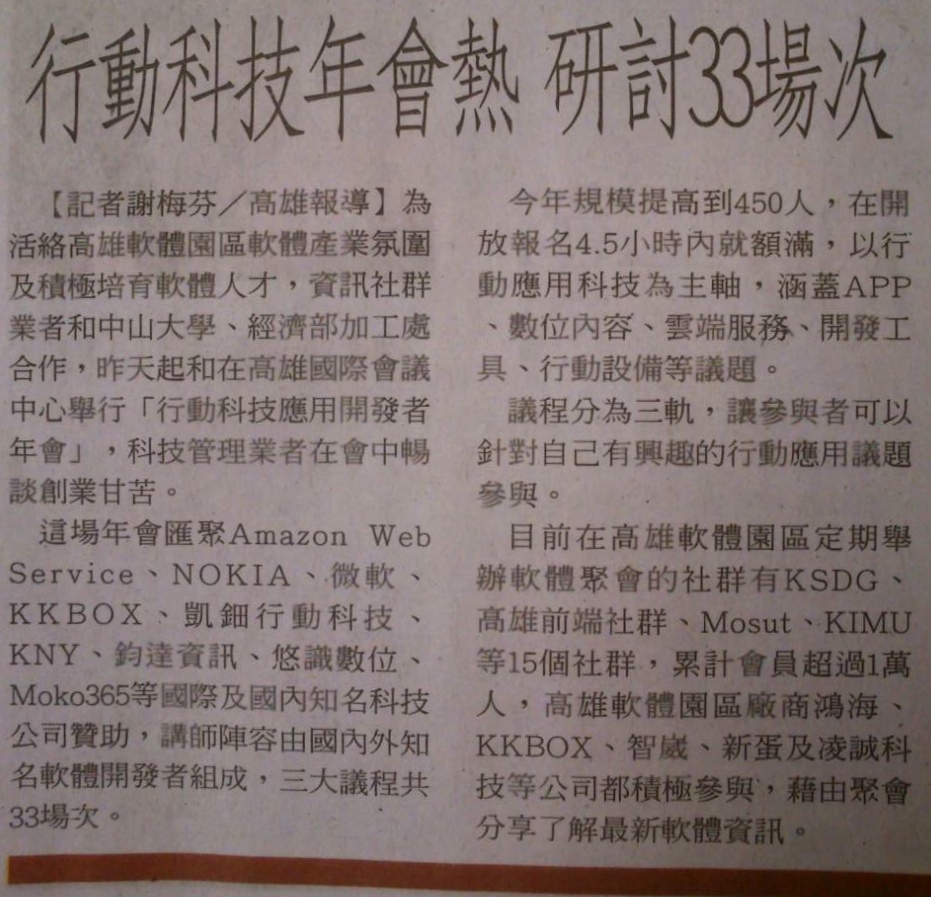 行動科技年會熱 研討33場次
【記者謝梅芬／高雄報導】為
活絡高雄軟體園區軟體產業氛圍
及積極培育軟體人才，資訊社群
業者和中山大學、經濟部加工處
合作，昨天起和在高雄國際會議
中心舉行「行動科技應用開發者
年會」，科技管理業者在會中暢
談創業甘苦。
這場年會匯聚Amazon Web
Service、NOKIA、微軟、
KKBOX、凱鈿行動科技、
KNY、鈞達資訊、悠識數位、
Moko365等國際及國內知名科技
公司贊助，講師陣容由國內外知
名軟體開發者組成，三大議程共
33場次。
今年規模提高到450人，在開
放報名4.5小時內就額滿，以行
動應用科技為主軸，涵蓋APP
、數位內容、雲端服務、開發工
具、行動設備等議題。
議程分為三軌，讓參與者可以
針對自己有興趣的行動應用議題
參與。
目前在高雄軟體園區定期舉
辦軟體聚會的社群有KSDG、
高雄前端社群、Mosut、KIMU
等15個社群，累計會員超過1萬
人，高雄軟體園區廠商鴻海、
KKBOX、智崴、新蛋及凌誠科
技等公司都積極參與，藉由聚會
分享了解最新軟體資訊。